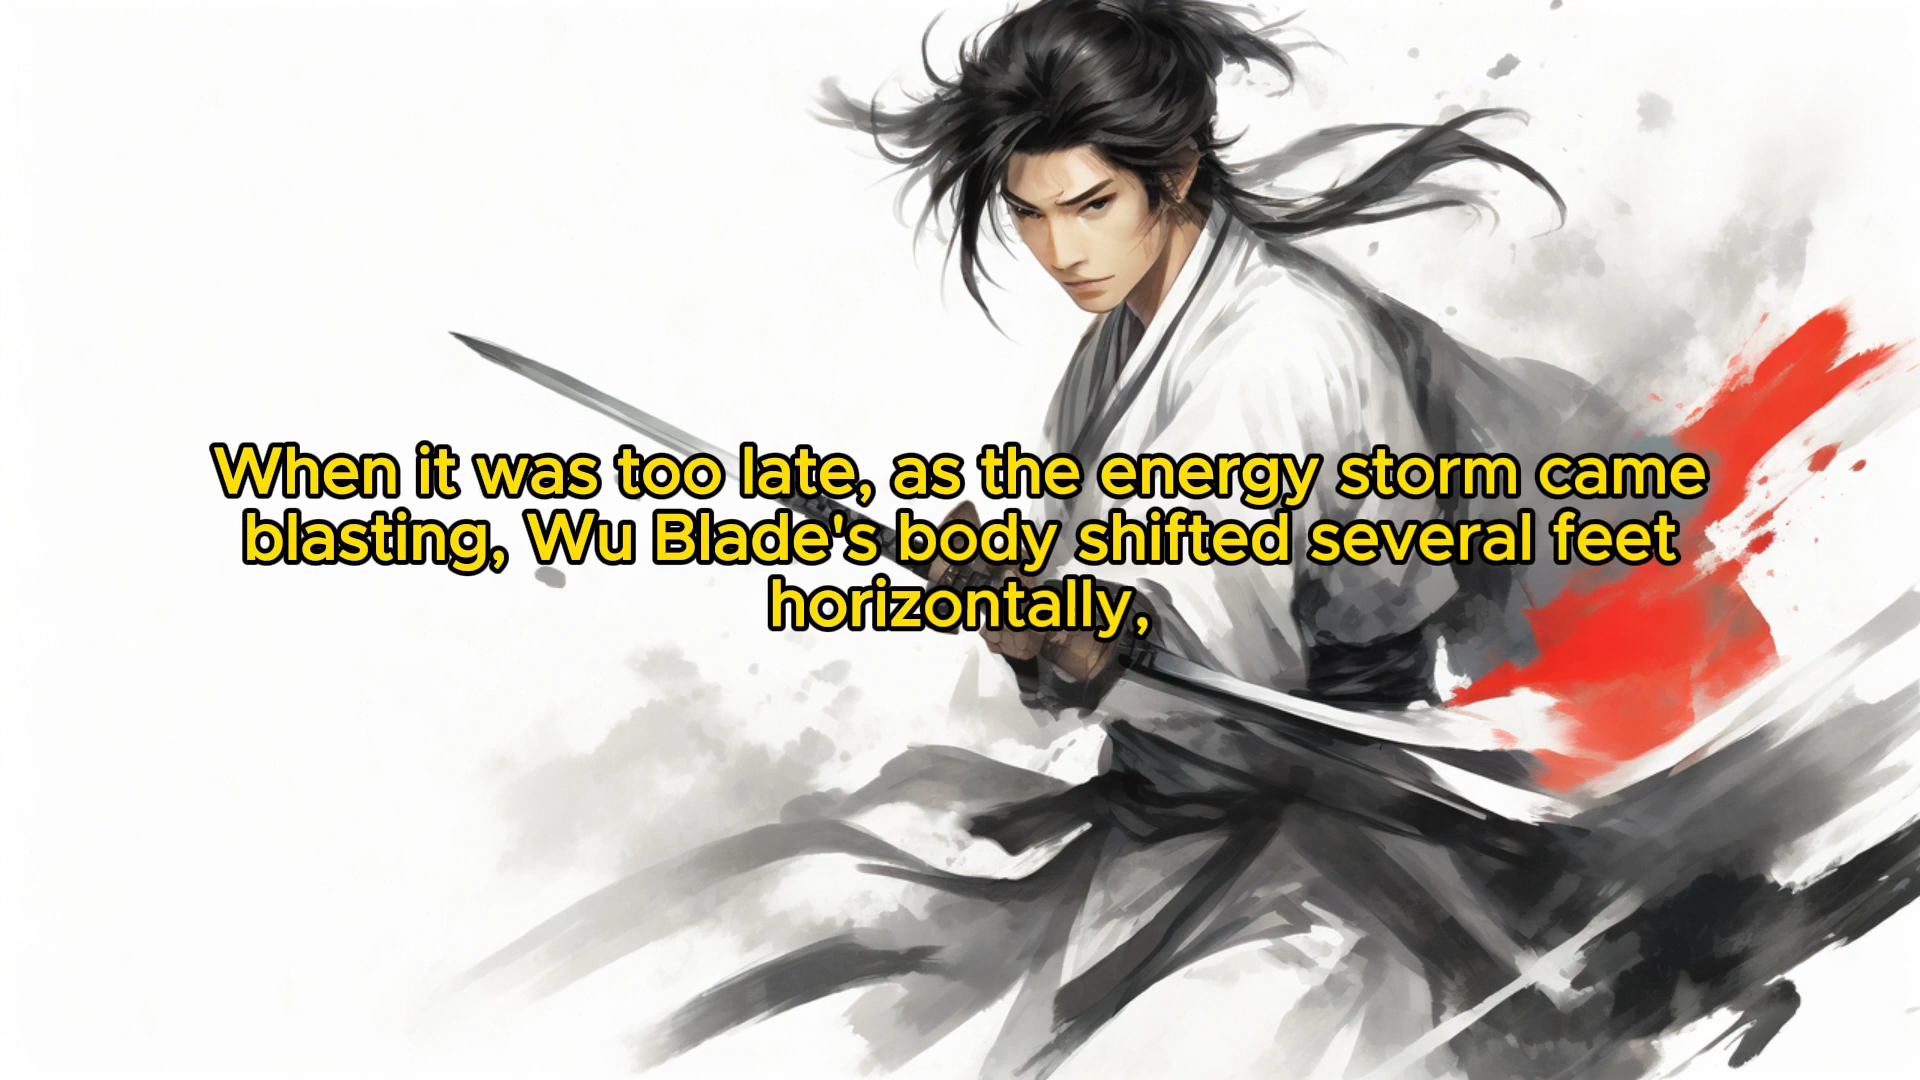 When it was too late, as the energy storm came
blasting, Wu Blade's body shifted several feet
horizontally,